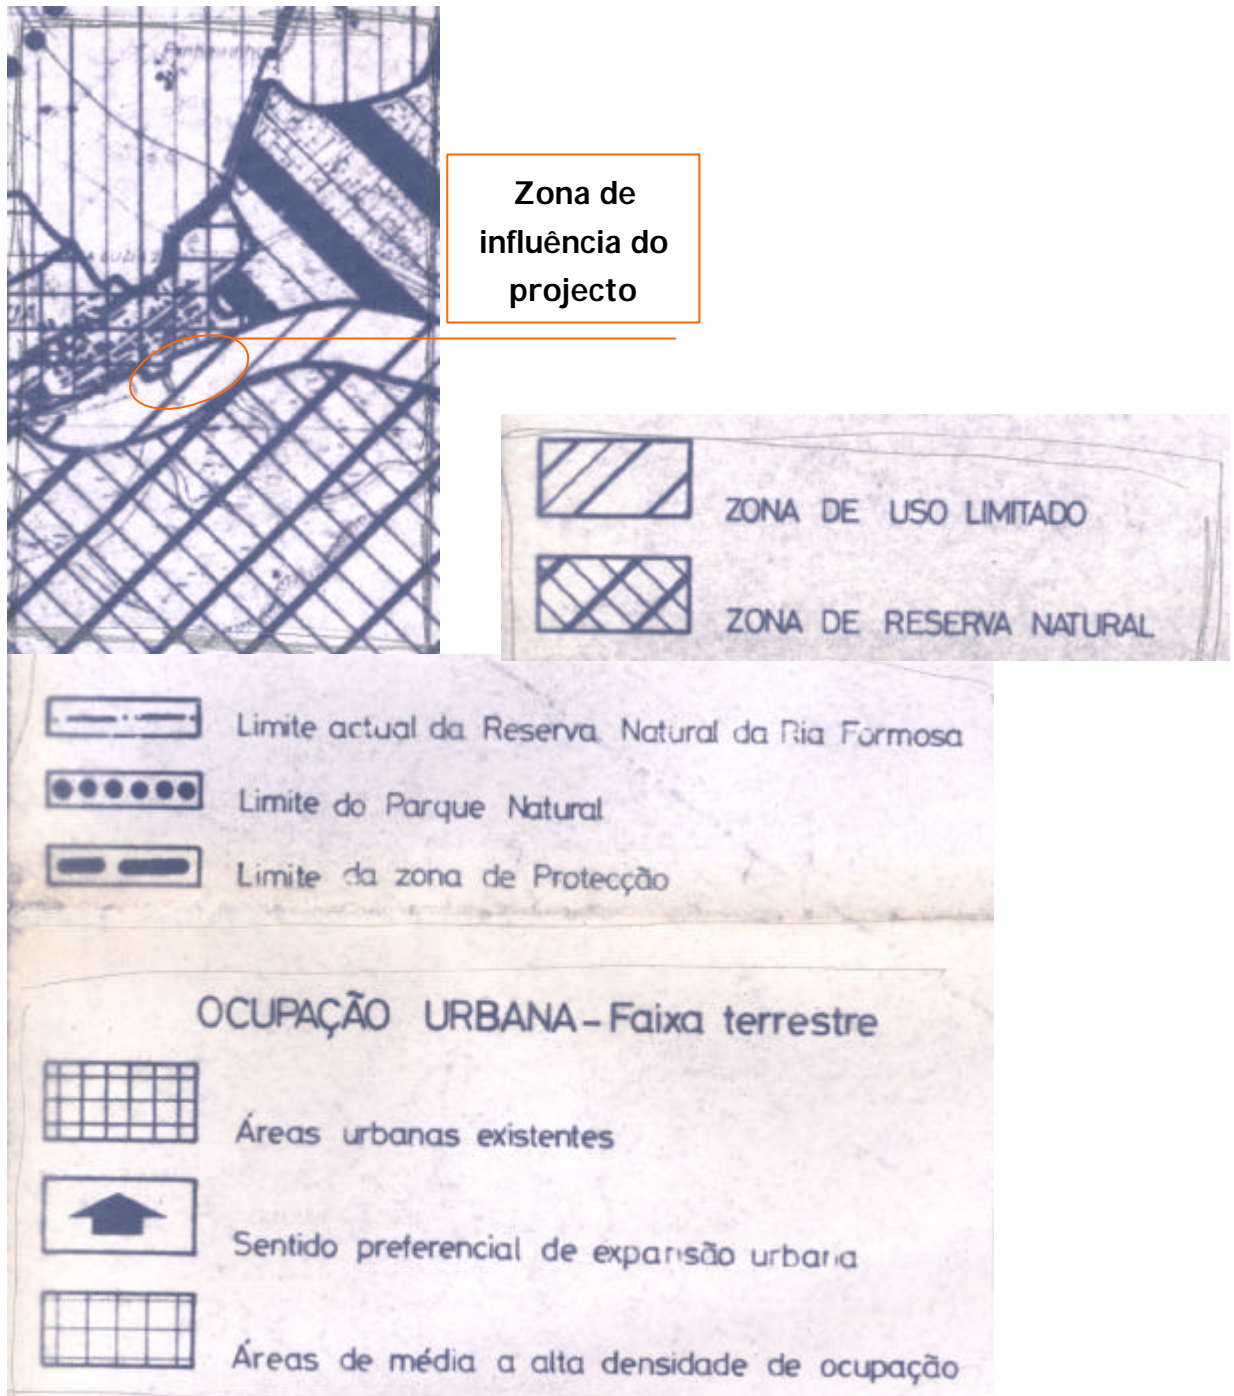 Zona de
influência do
projecto
ZONA DE USO LIMITADO
ZONA DE RESERVA NATURAL
Limite actual da Reserva Natural da Ria Formosa
Limite do Parque Natural
Limite da zona de Protecção
OCUPAÇÃO URBANA - Faixa terrestre
Áreas urbanas existentes
Sentido preferencial de expansão urbana
Áreas de média a alta densidade de ocupação